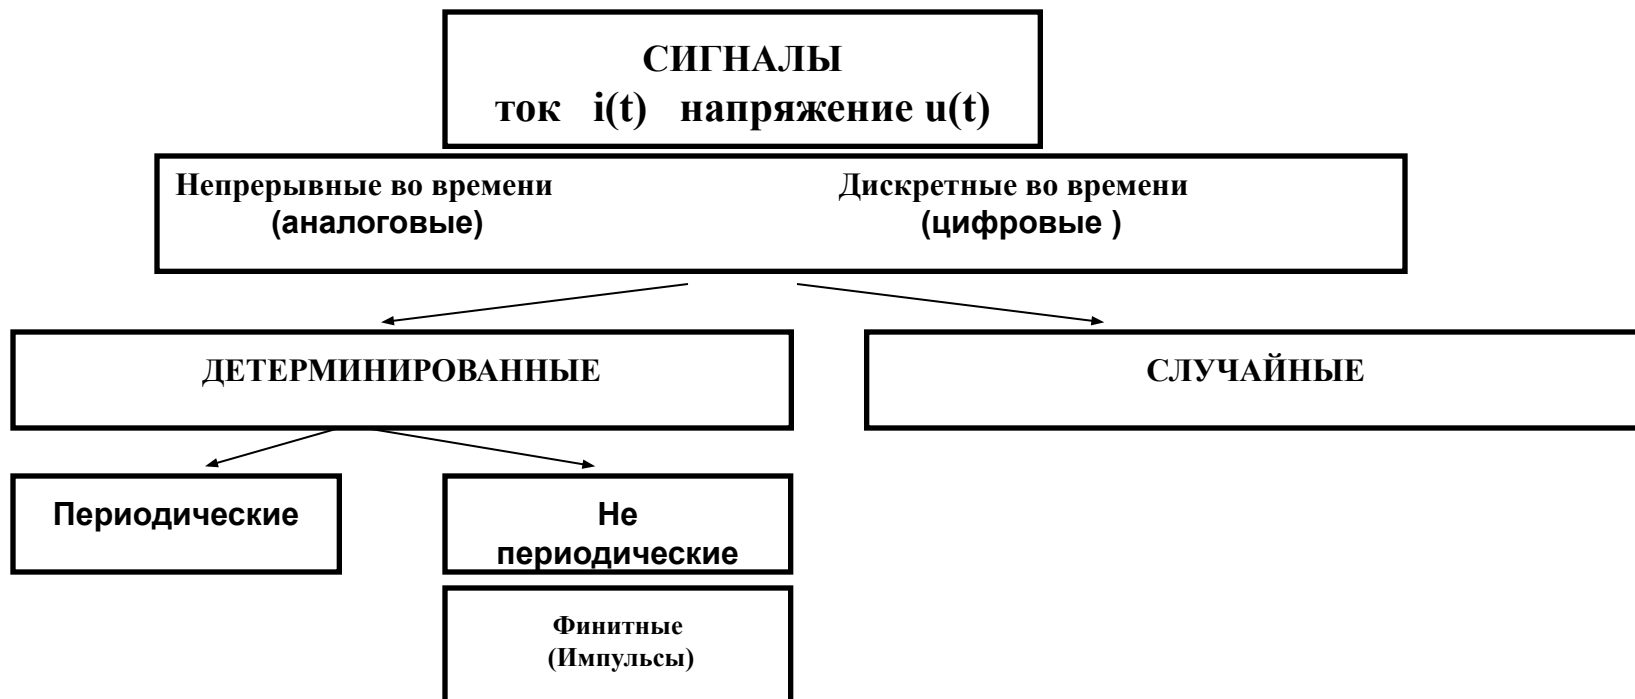 СИГНАЛЫ
ток i(t) напряжение u(t)
Непрерывные во времени
(аналоговые)
Дискретные во времени
(цифровые )
ДЕТЕРМИНИРОВАННЫЕ
СЛУЧАЙНЫЕ
Периодические
Не
периодические
Финитные
(Импульсы)